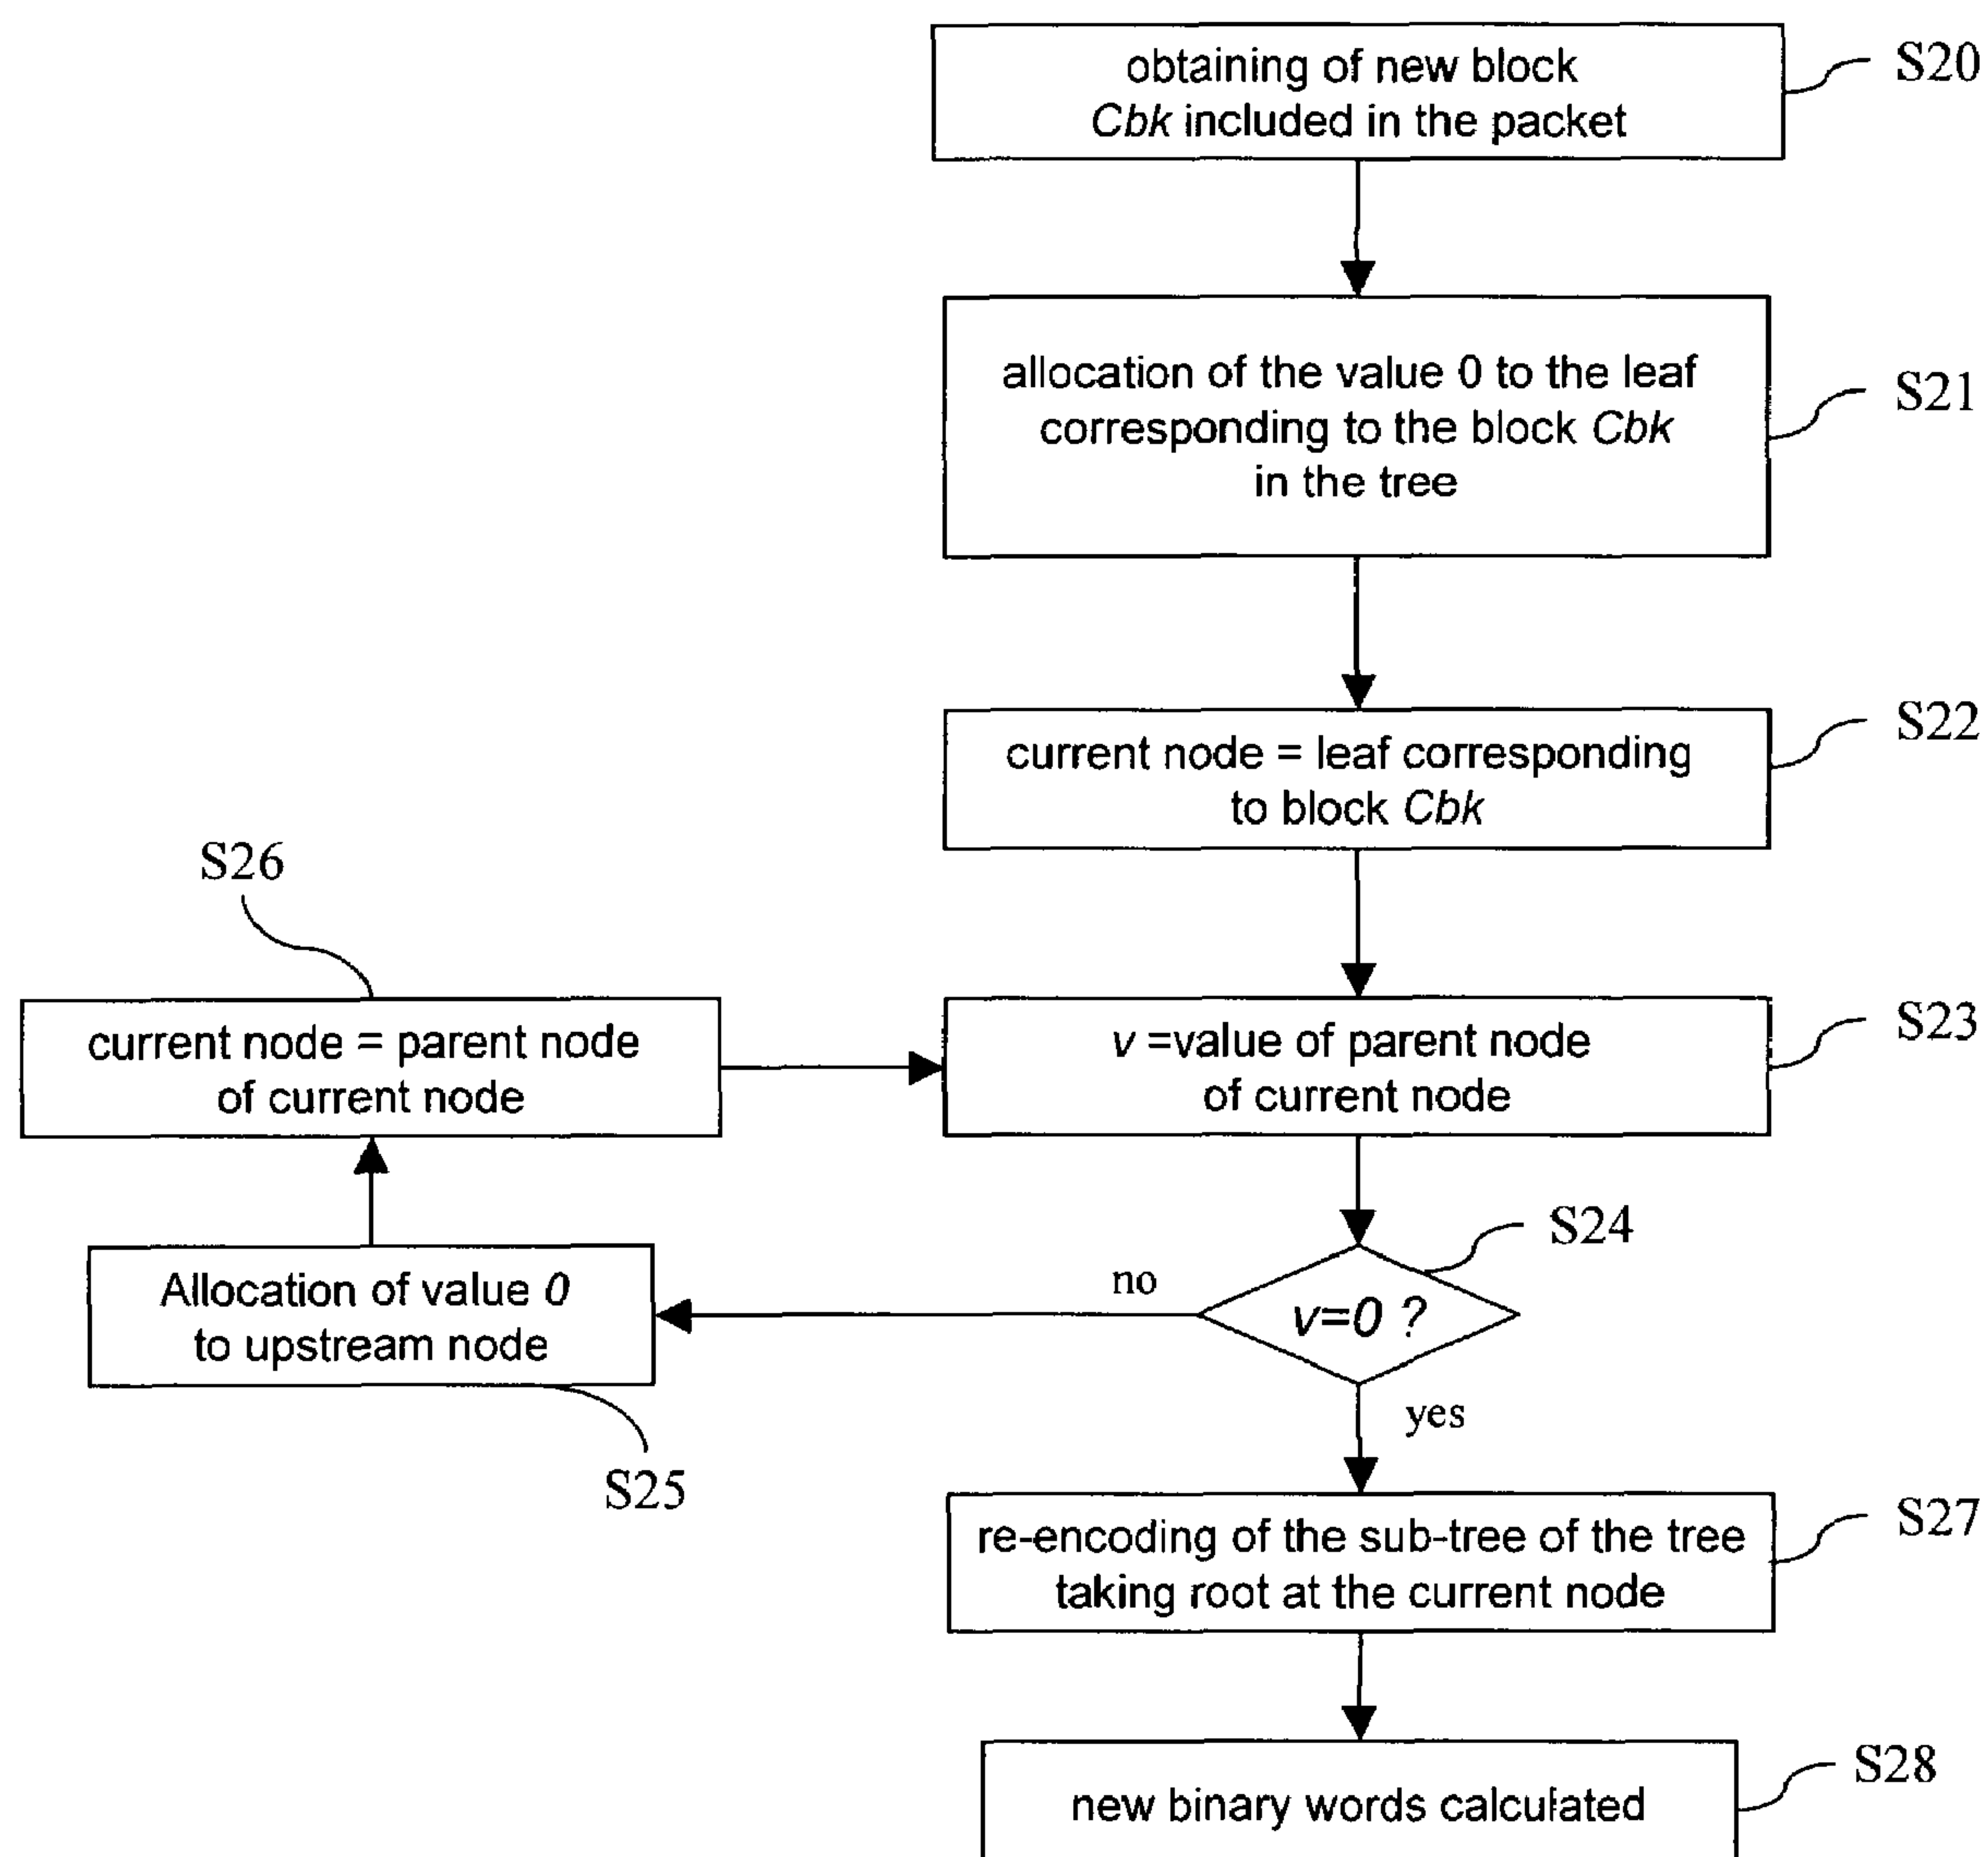 obtaining of new block
Cbk included in the packet
S20
allocation of the value 0 to the leaf
corresponding to the block Cbk
in the tree
S21
current node = leaf corresponding
to block Cbk
S22
S26
current node = parent node
of current node
v =value of parent node
of current node
S23
S24
v=0 ?
no
yes
Allocation of value 0
to upstream node
S25
re-encoding of the sub-tree of the tree
taking root at the current node
S27
new binary words calculated
S28